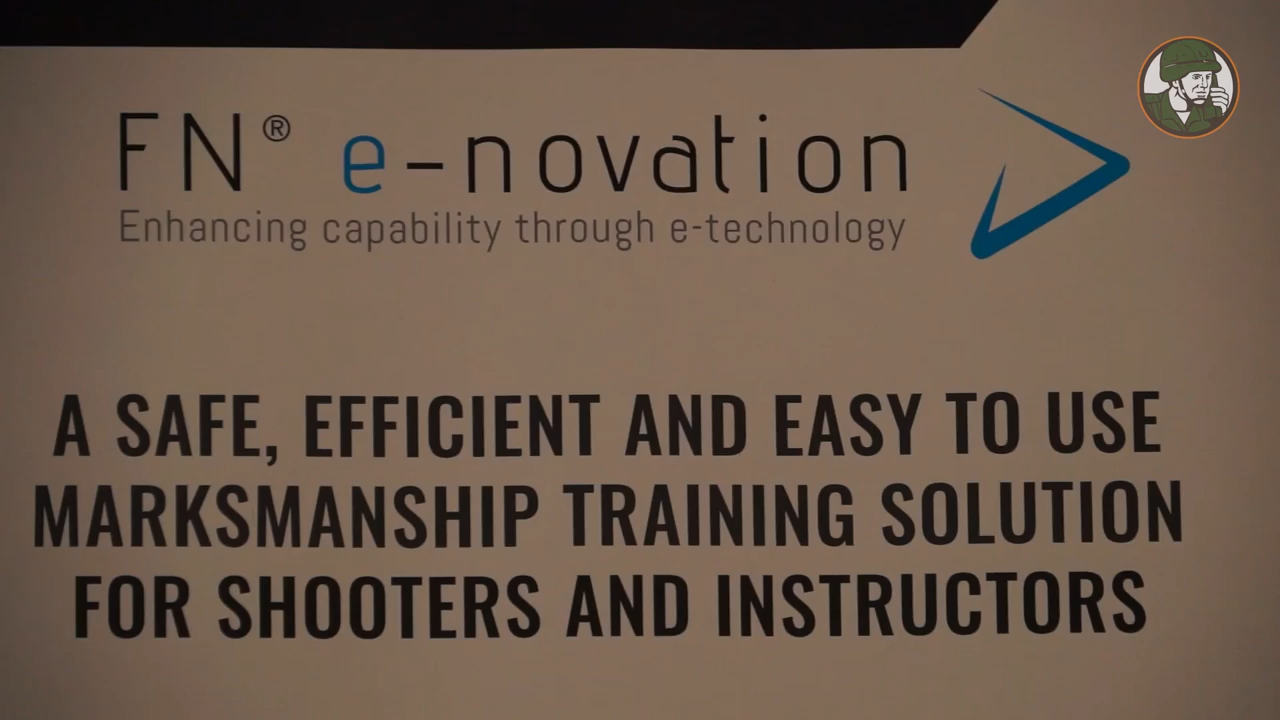 FN® e-novation
Enhancing capability through e-technology
A SAFE, EFFICIENT AND EASY TO USE
MARKSMANSHIP TRAINING SOLUTION
FOR SHOOTERS AND INSTRUCTORS